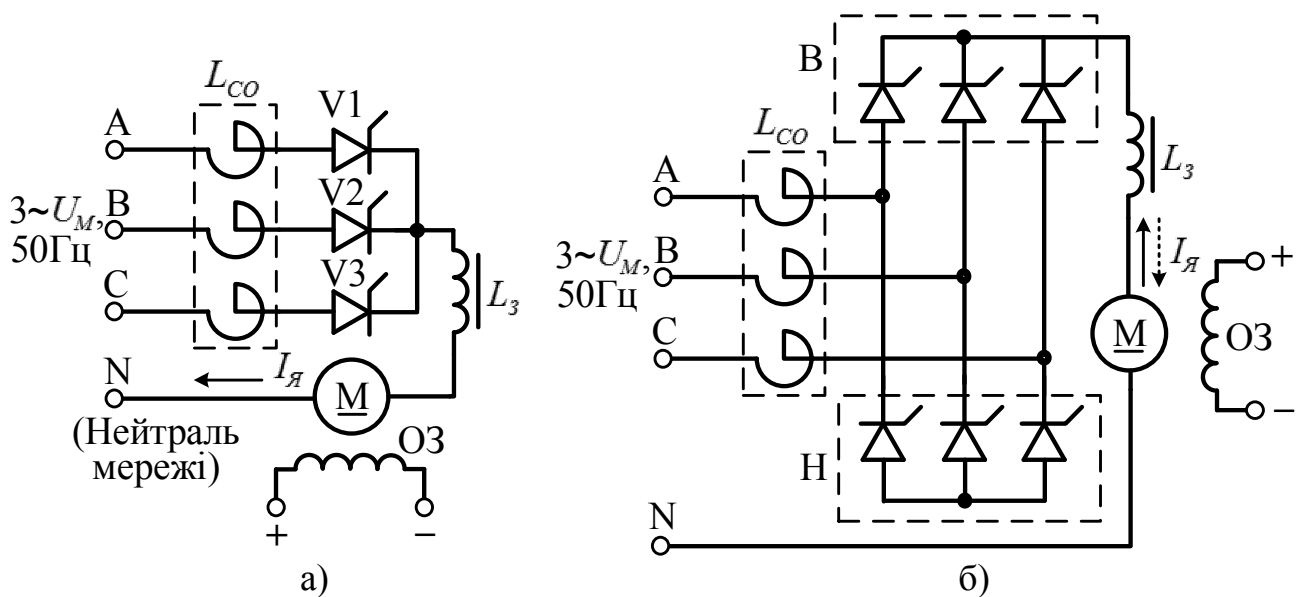 L_CO
V1
A
V2
3~U_M, B
50Гц
V3
C
L_з
N
I_Я
M
(Нейтраль
мережі)
ОЗ
+
−
а)
В
L_CO
A
L_з
3~U_M, B
50Гц
I_Я
+
C
M
ОЗ
−
Н
N
б)